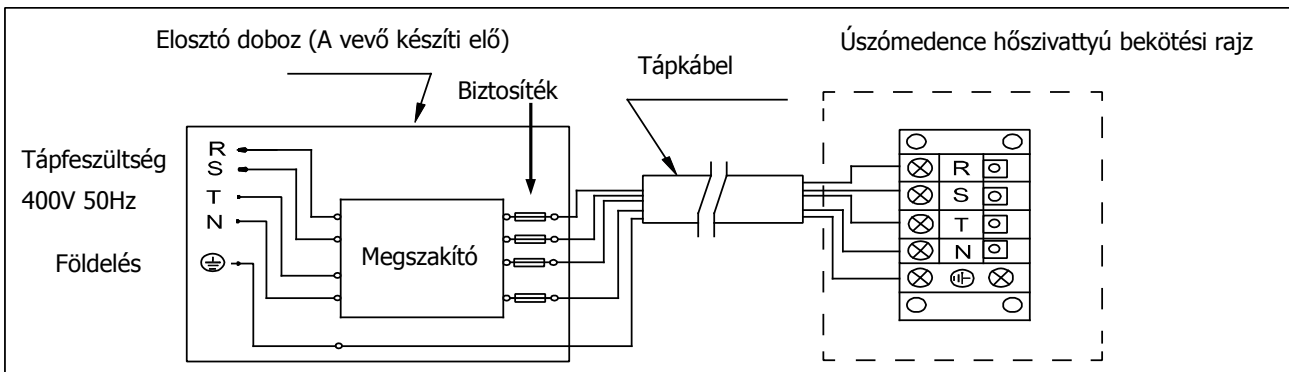 Elosztó doboz (A vevő készíti elő)
Úszómedence hőszivattyú bekötési rajz
Tápkábel
Biztosíték
Tápfeszültség
400V 50Hz
Földelés
R
S
T
N
Megszakító
R
S
T
N